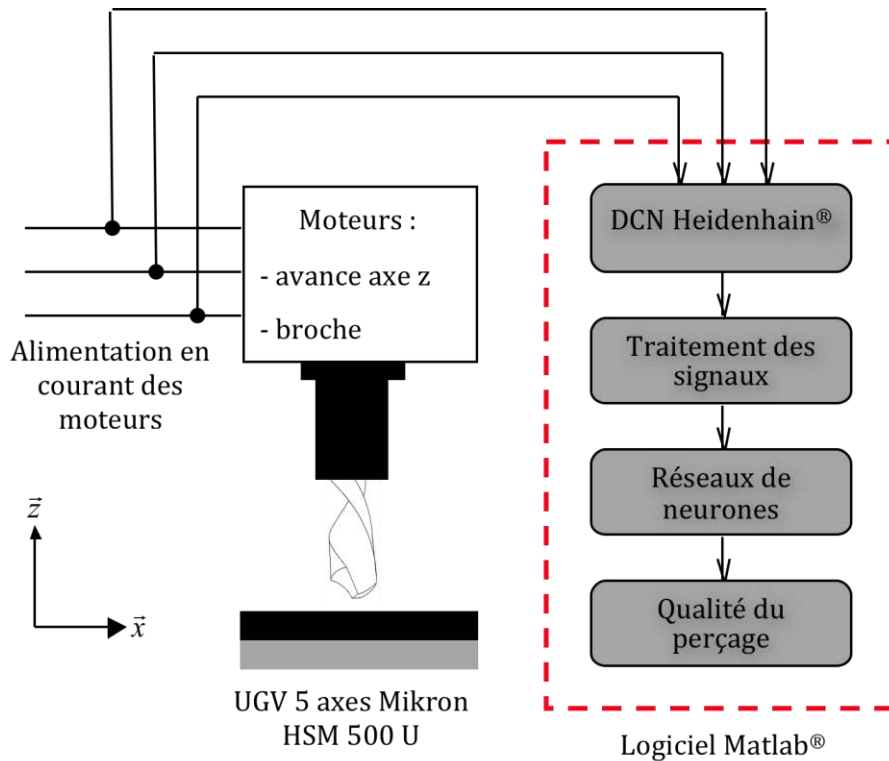 Moteurs :
- avance axe z
- broche
Alimentation en
courant des
moteurs
z
x
UGV 5 axes Mikron
HSM 500 U
DCN Heidenhain®
Traitement des
signaux
Réseaux de
neurones
Qualité du
perçage
Logiciel Matlab®